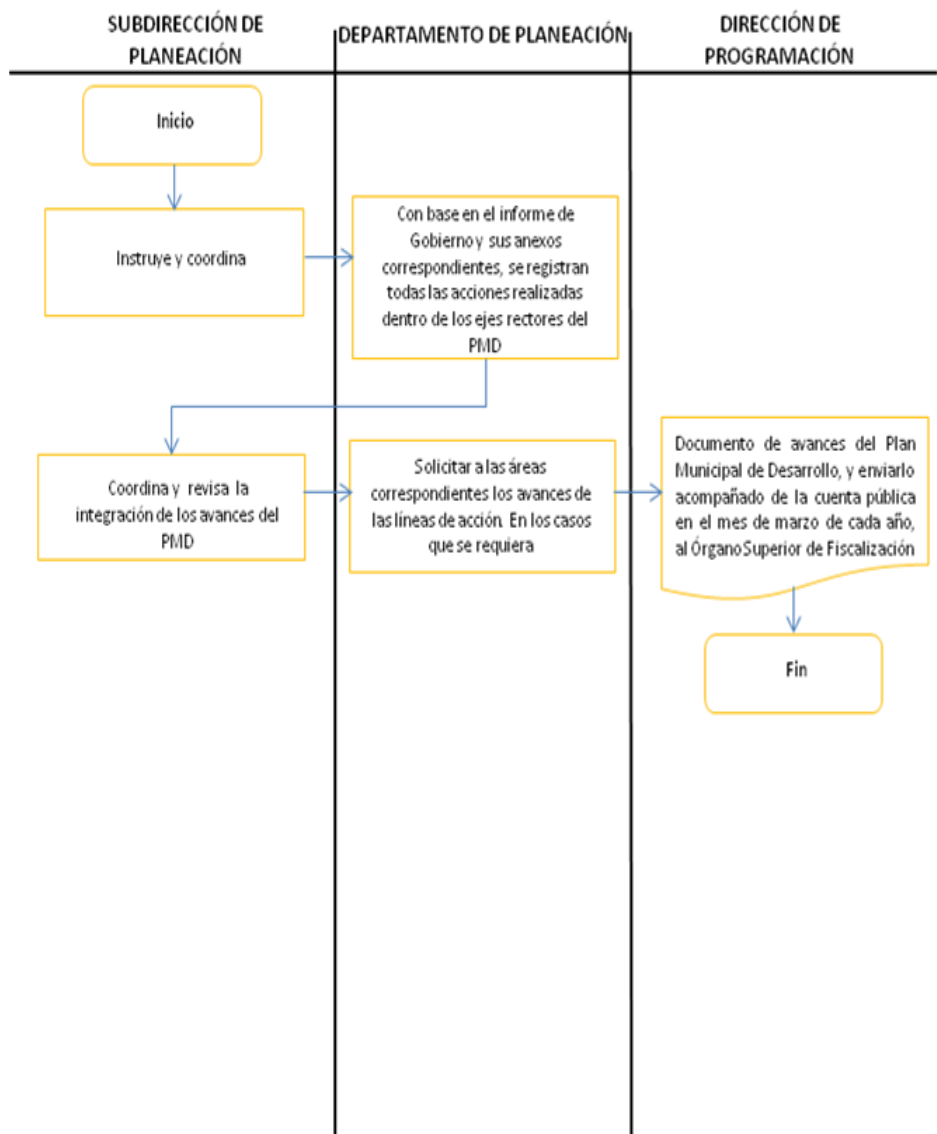 SUBDIRECCIÓN DE
PLANEACIÓN
DEPARTAMENTO DE PLANEACIÓN
DIRECCIÓN DE
PROGRAMACIÓN
Inicio
Instruye y coordina
Con base en el informe de
Gobierno y sus anexos
correspondientes, se registran
todas las acciones realizadas
dentro de los ejes rectores del
PMD
Coordina y revisa la
integración de los avances del
PMD
Solicitar a las áreas
correspondientes los avances de
las líneas de acción. En los casos
que se requiera
Documento de avances del Plan
Municipal de Desarrollo, y enviarlo
acompañado de la cuenta pública
en el mes de marzo de cada año,
al Órgano Superior de Fiscalización
Fin